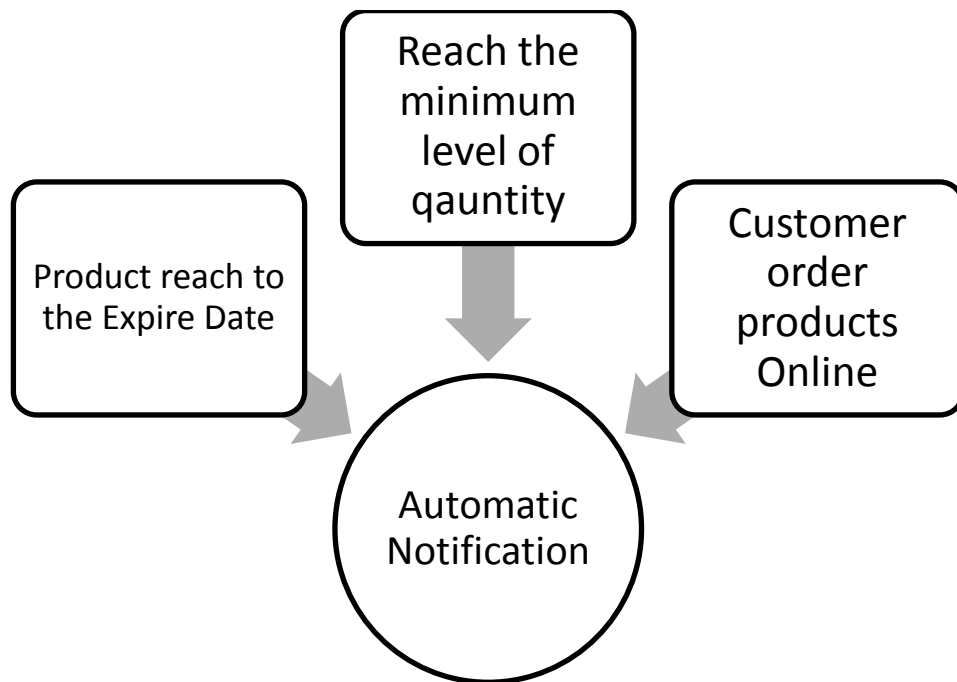 Reach the
minimum
level of
qauntity
Product reach to
the Expire Date
Customer
order
products
Online
Automatic
Notification